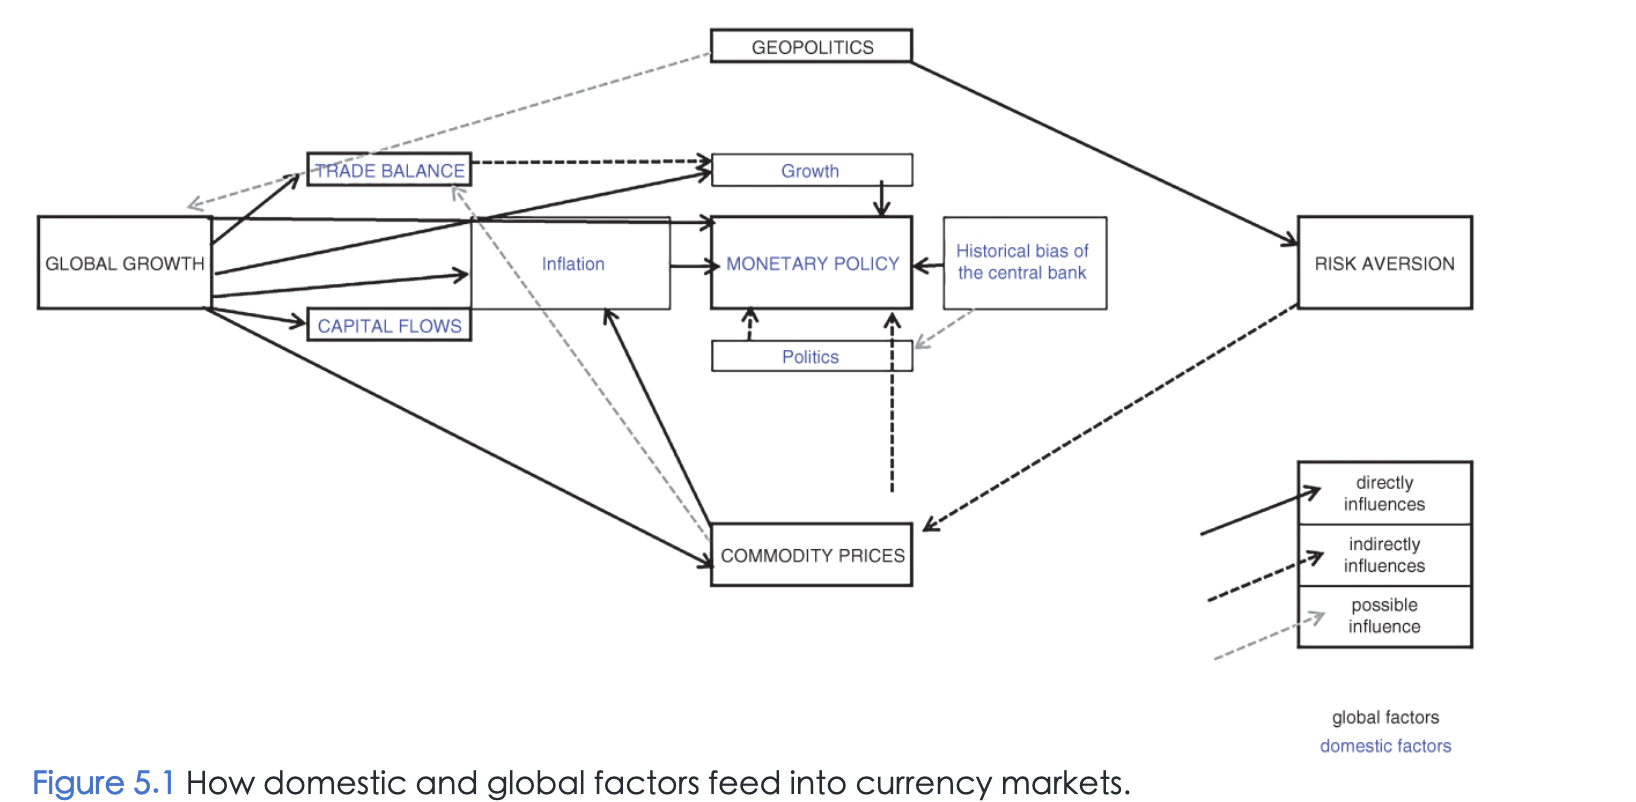 GEOPOLITICS
TRADE BALANCE
Growth
GLOBAL GROWTH
Inflation
MONETARY POLICY
Historical bias of
the central bank
RISK AVERSION
CAPITAL FLOWS
Politics
COMMODITY PRICES
directly
influences
indirectly
influences
possible
influence
global factors
domestic factors
Figure 5.1 How domestic and global factors feed into currency markets.